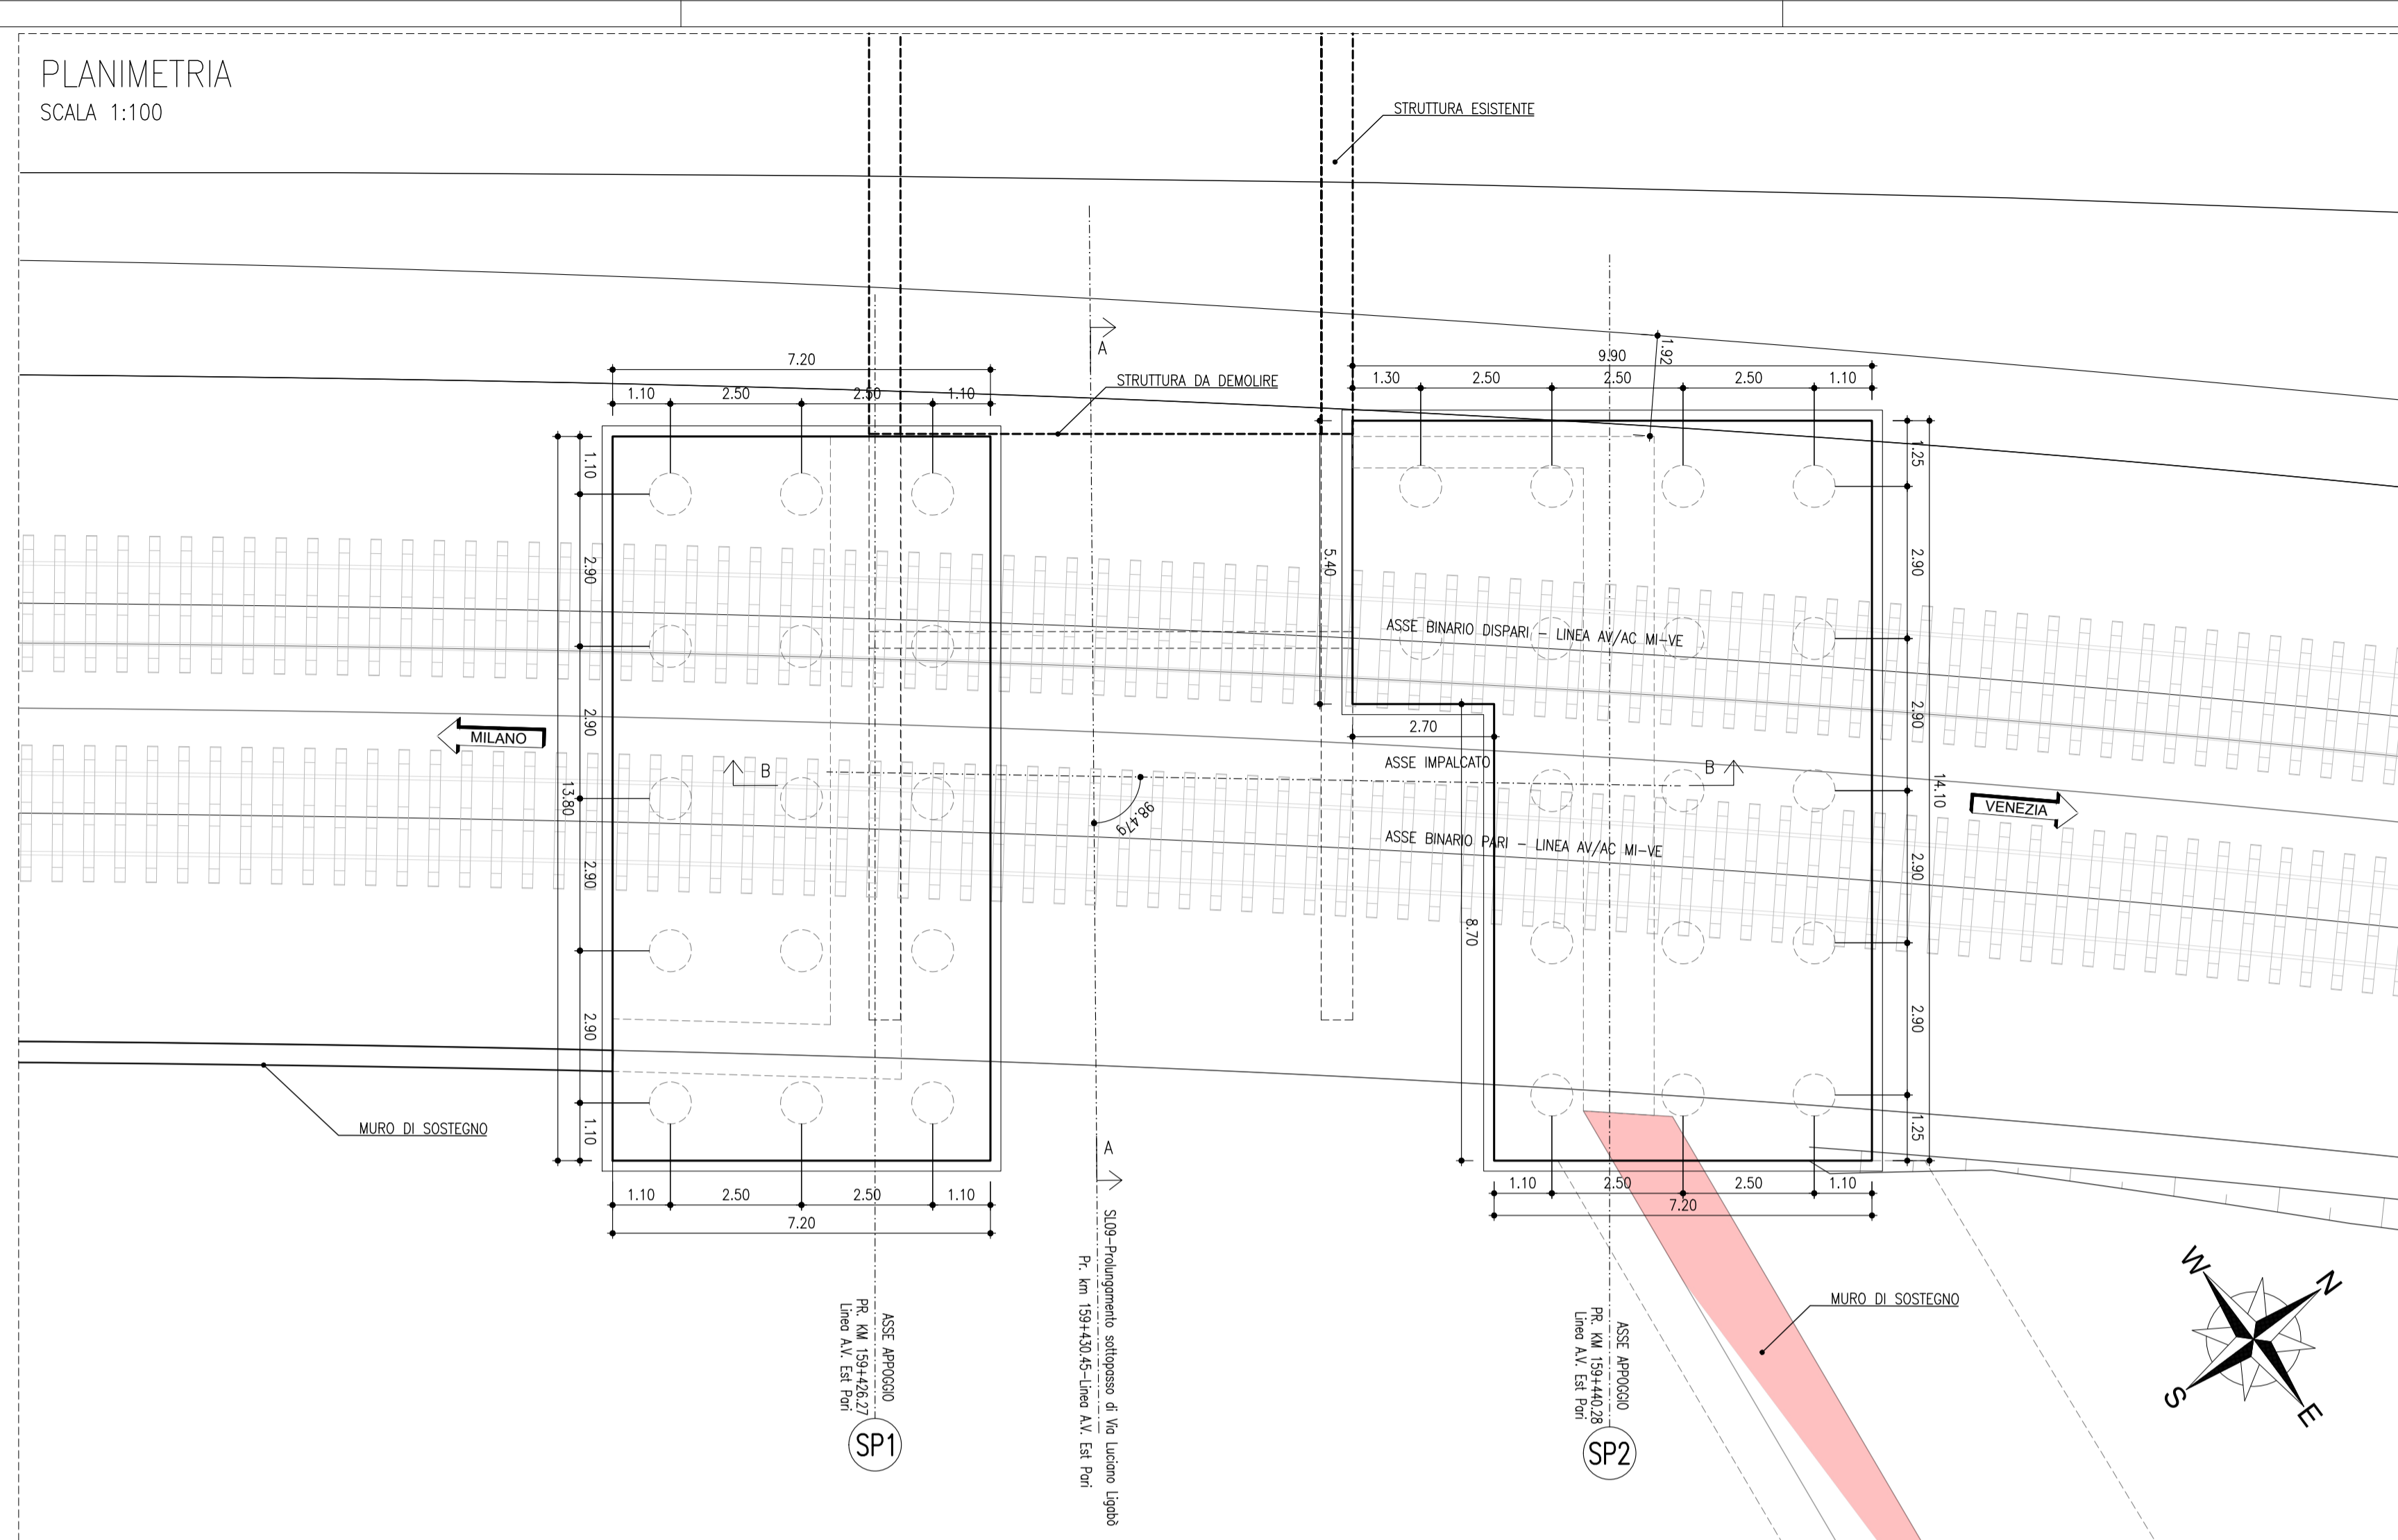 PLANIMETRIA
SCALA 1:100
STRUTTURA ESISTENTE
STRUTTURA DA DEMOLIRE
A
7.20
1.10
2.50
2.50
1.10
9.90
1.30
2.50
2.50
2.50
1.10
1.92
1.10
2.90
2.90
2.90
2.90
1.10
13.80
5.40
2.70
8.70
1.25
2.90
2.90
2.90
2.90
1.25
14.10
ASSE BINARIO DISPARI - LINEA AV/AC MI-VE
MILANO
B
ASSE IMPALCATO
B
98.47g
VENEZIA
ASSE BINARIO PARI - LINEA AV/AC MI-VE
MURO DI SOSTEGNO
A
1.10
2.50
2.50
1.10
7.20
1.10
2.50
2.50
1.10
7.20
ASSE APPOGGIO
PR. KM 159+426.27
Linea A.V. Est Pari
SP1
SL09-Prolungamento sottopasso di Via Luciano Ligabò
Pr. km 159+430.45-Linea A.V. Est Pari
ASSE APPOGGIO
PR. KM 159+440.28
Linea A.V. Est Pari
SP2
MURO DI SOSTEGNO
W
N
S
E